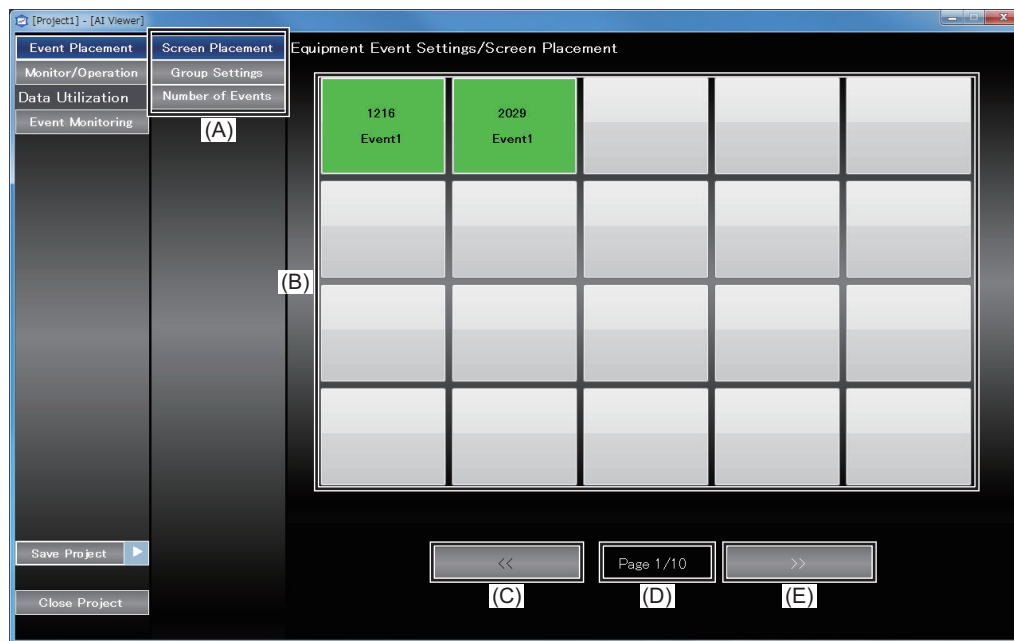 [Project1] - [AI Viewer]
Event Placement
Monitor/Operation
Data Utilization
Event Monitoring
Save Project
Close Project
Screen Placement
Group Settings
Number of Events
(A)
Equipment Event Settings/Screen Placement
1216
Event1
2029
Event1
(B)
<<
Page 1/10
>>
(C)
(D)
(E)